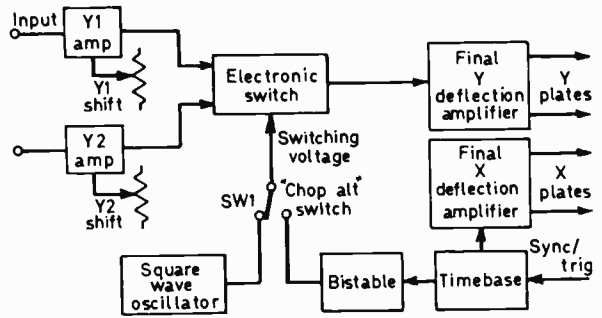 Input
Y1
amp
Y1
shift
Y2
amp
Y2
shift
Electronic
switch
Switching
voltage
SW1
"Chop alt"
switch
Square
wave
oscillator
Bistable
Timebase
Sync/
trig
Final
Y
deflection
amplifier
Y
plates
Final
X
deflection
amplifier
X
plates